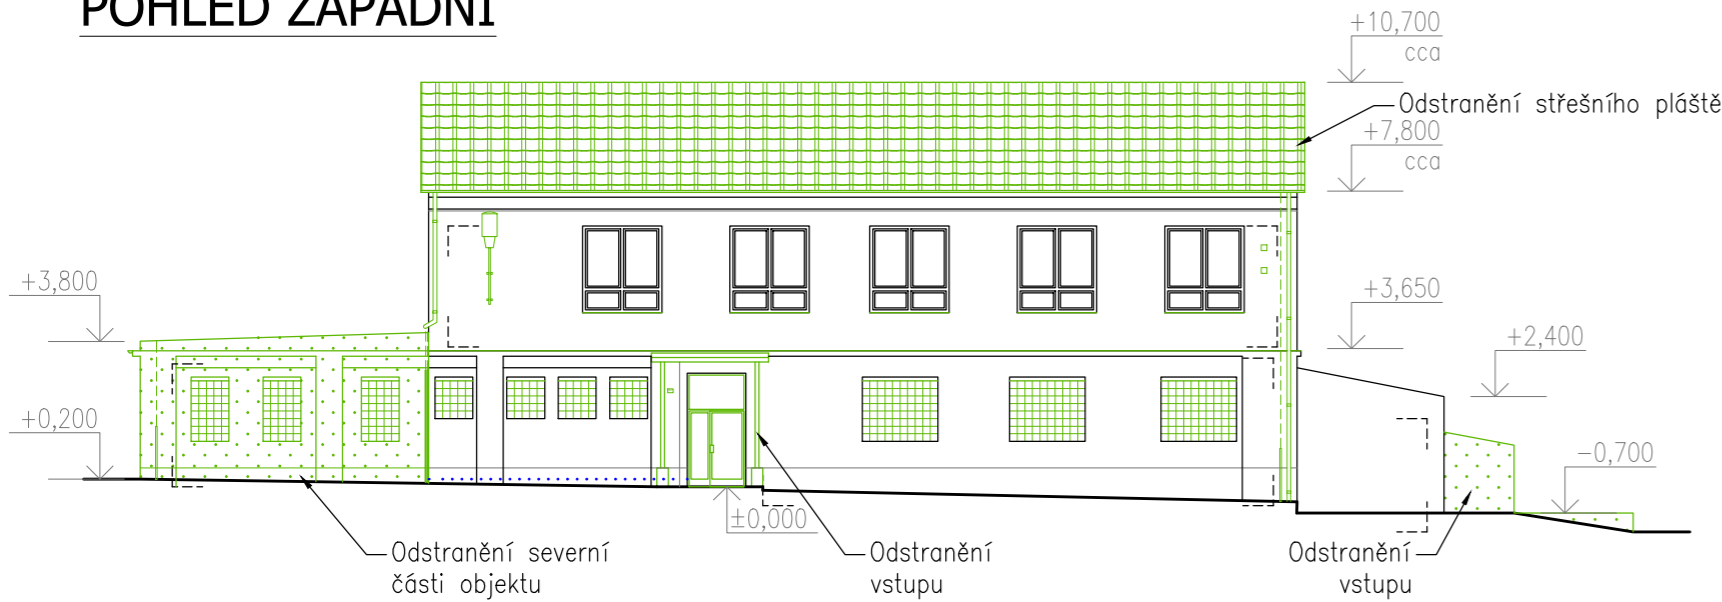 POHLED ZÁPADNÍ
+10,700
cca
Odstranění střešního pláště
+7,800
cca
+3,800
+3,650
+2,400
+0,200
-0,700
±0,000
Odstranění severní
části objektu
Odstranění
vstupu
Odstranění
vstupu